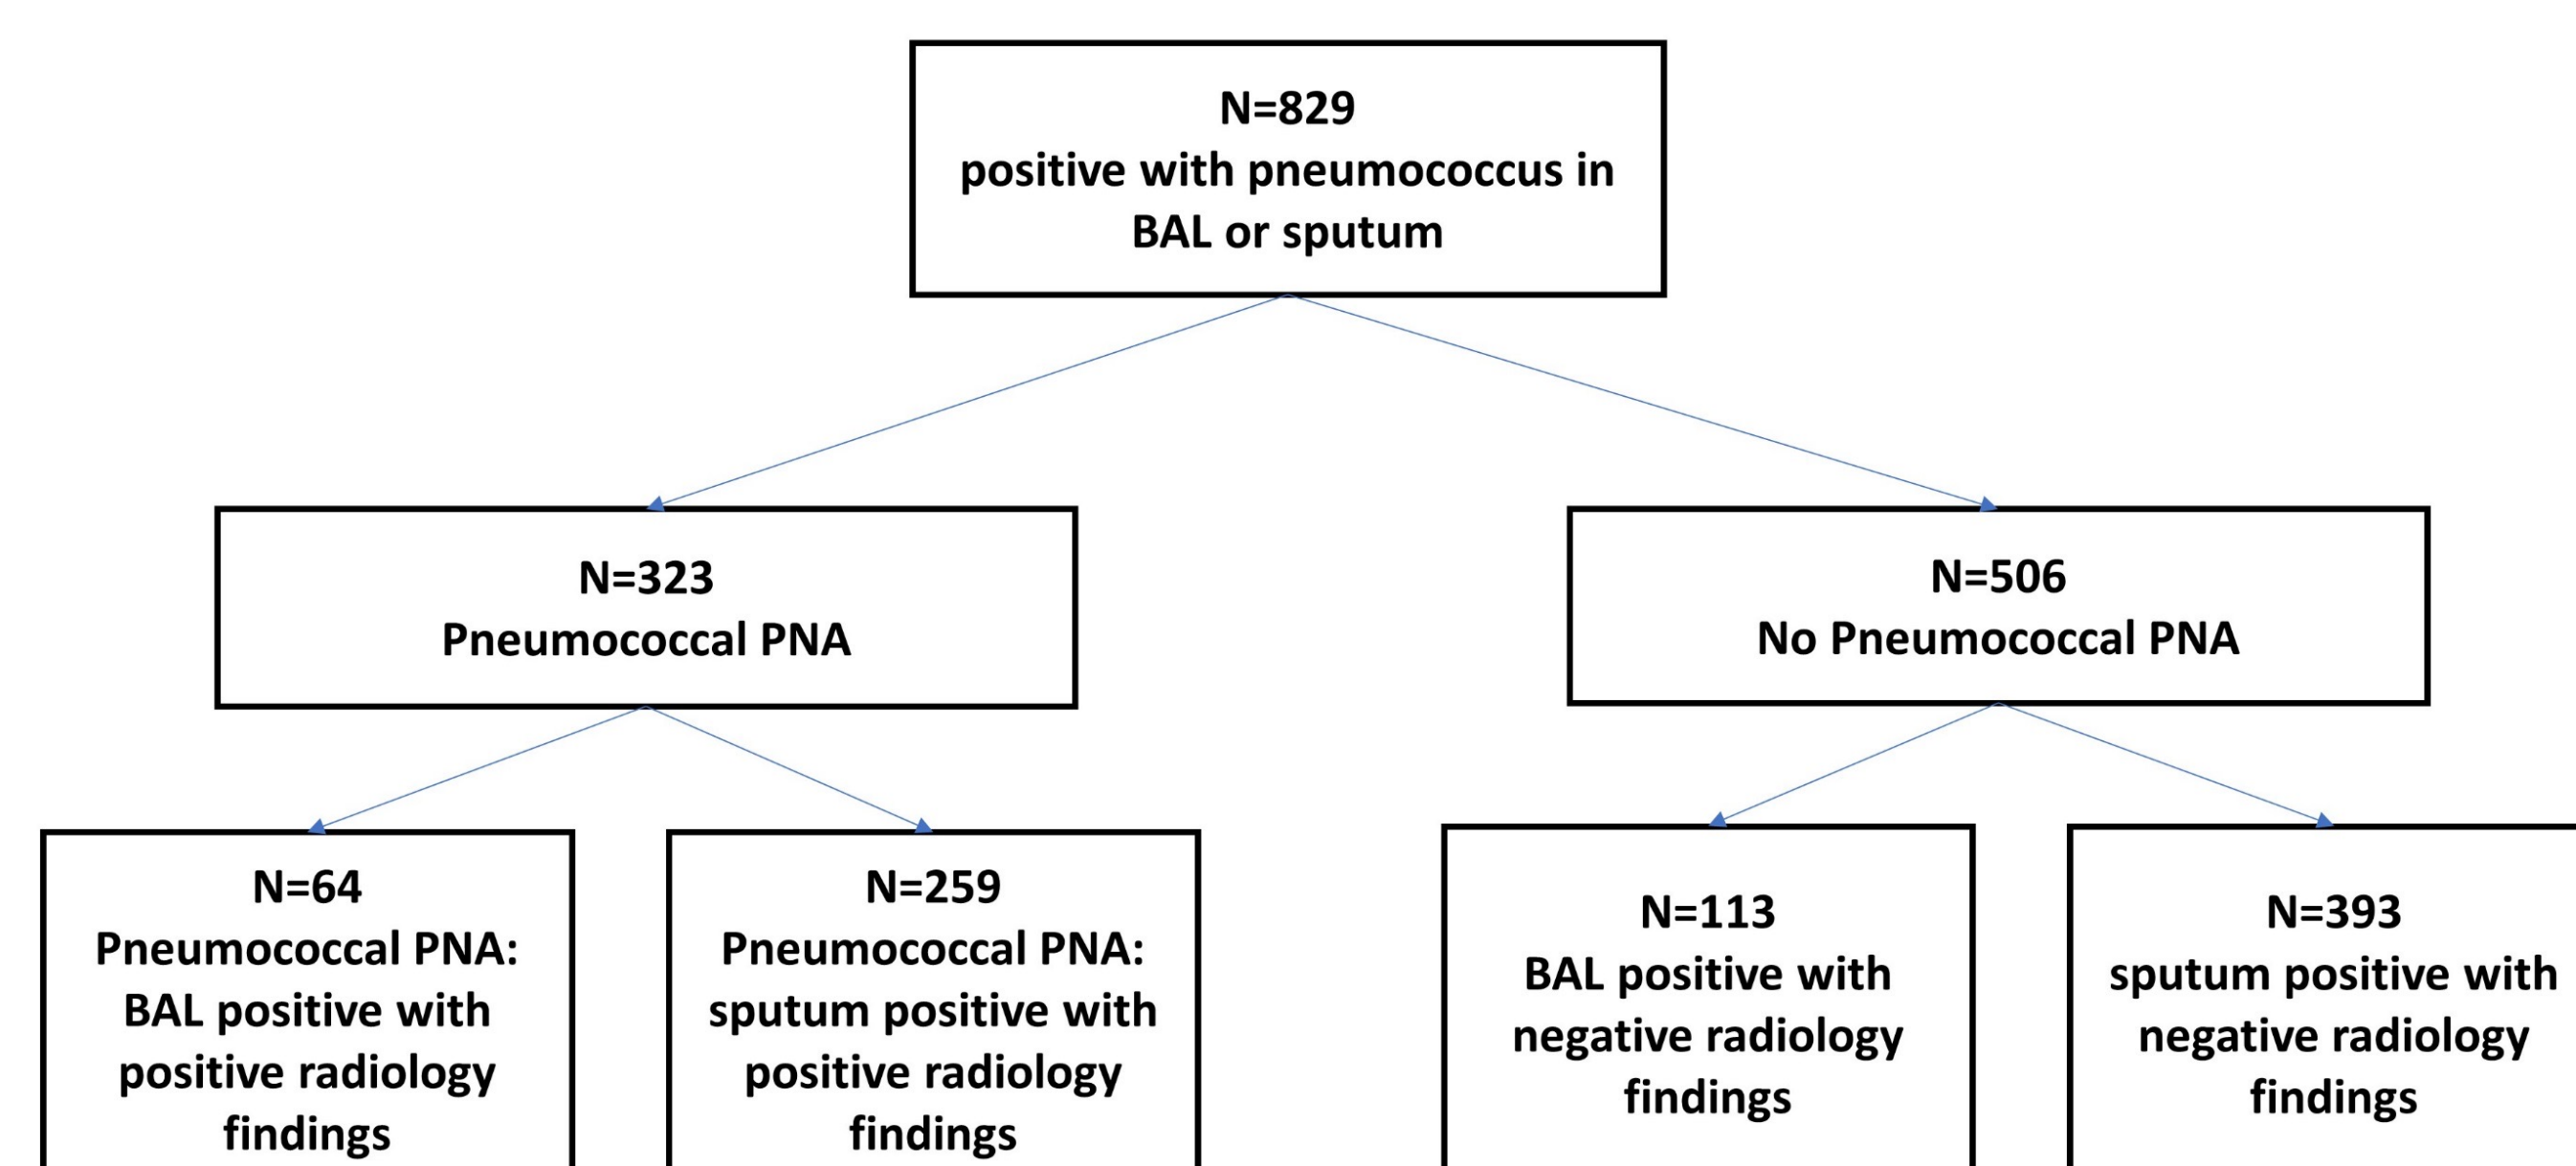 N=829
positive with pneumococcus in
BAL or sputum
N=323
Pneumococcal PNA
N=506
No Pneumococcal PNA
N=64
Pneumococcal PNA:
BAL positive with
positive radiology
findings
N=259
Pneumococcal PNA:
sputum positive with
positive radiology
findings
N=113
BAL positive with
negative radiology
findings
N=393
sputum positive with
negative radiology
findings